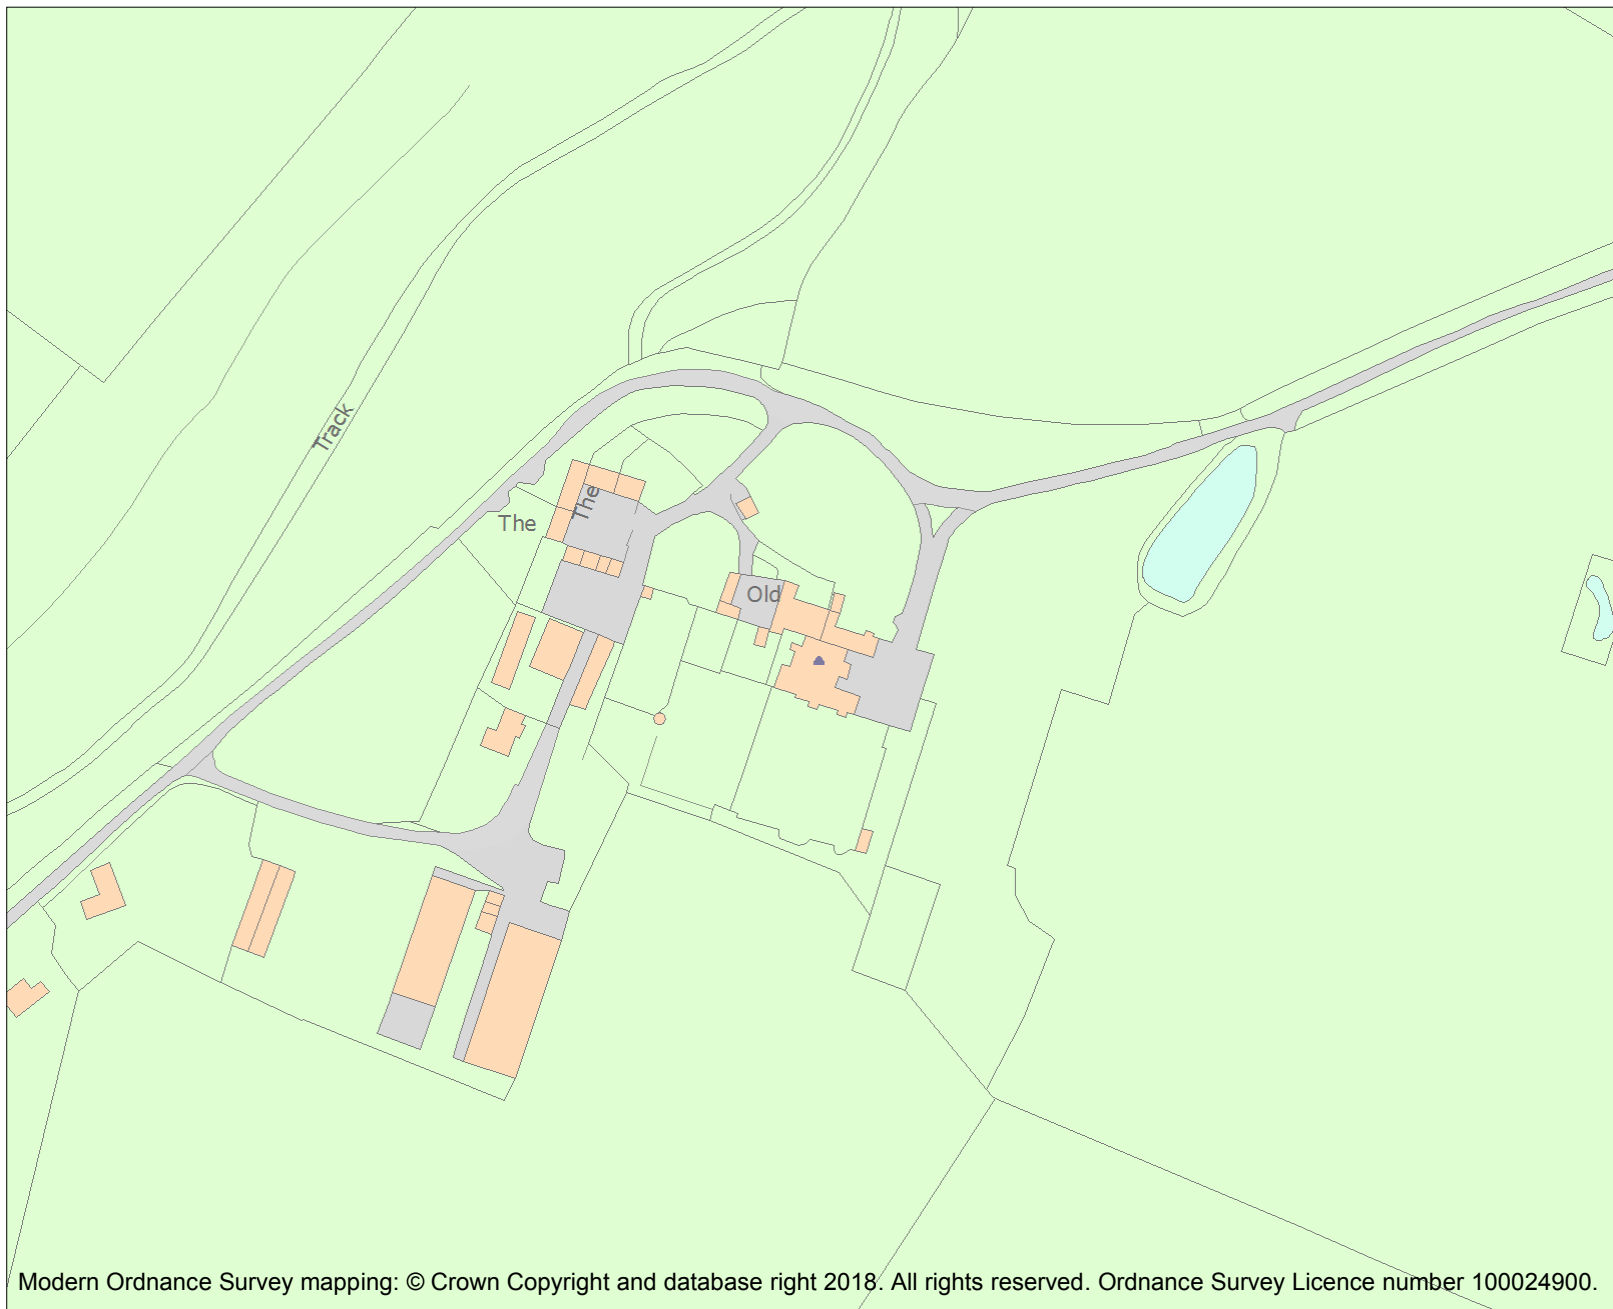 Track
The
The
Old
Modern Ordnance Survey mapping: © Crown Copyright and database right 2018. All rights reserved. Ordnance Survey Licence number 100024900.